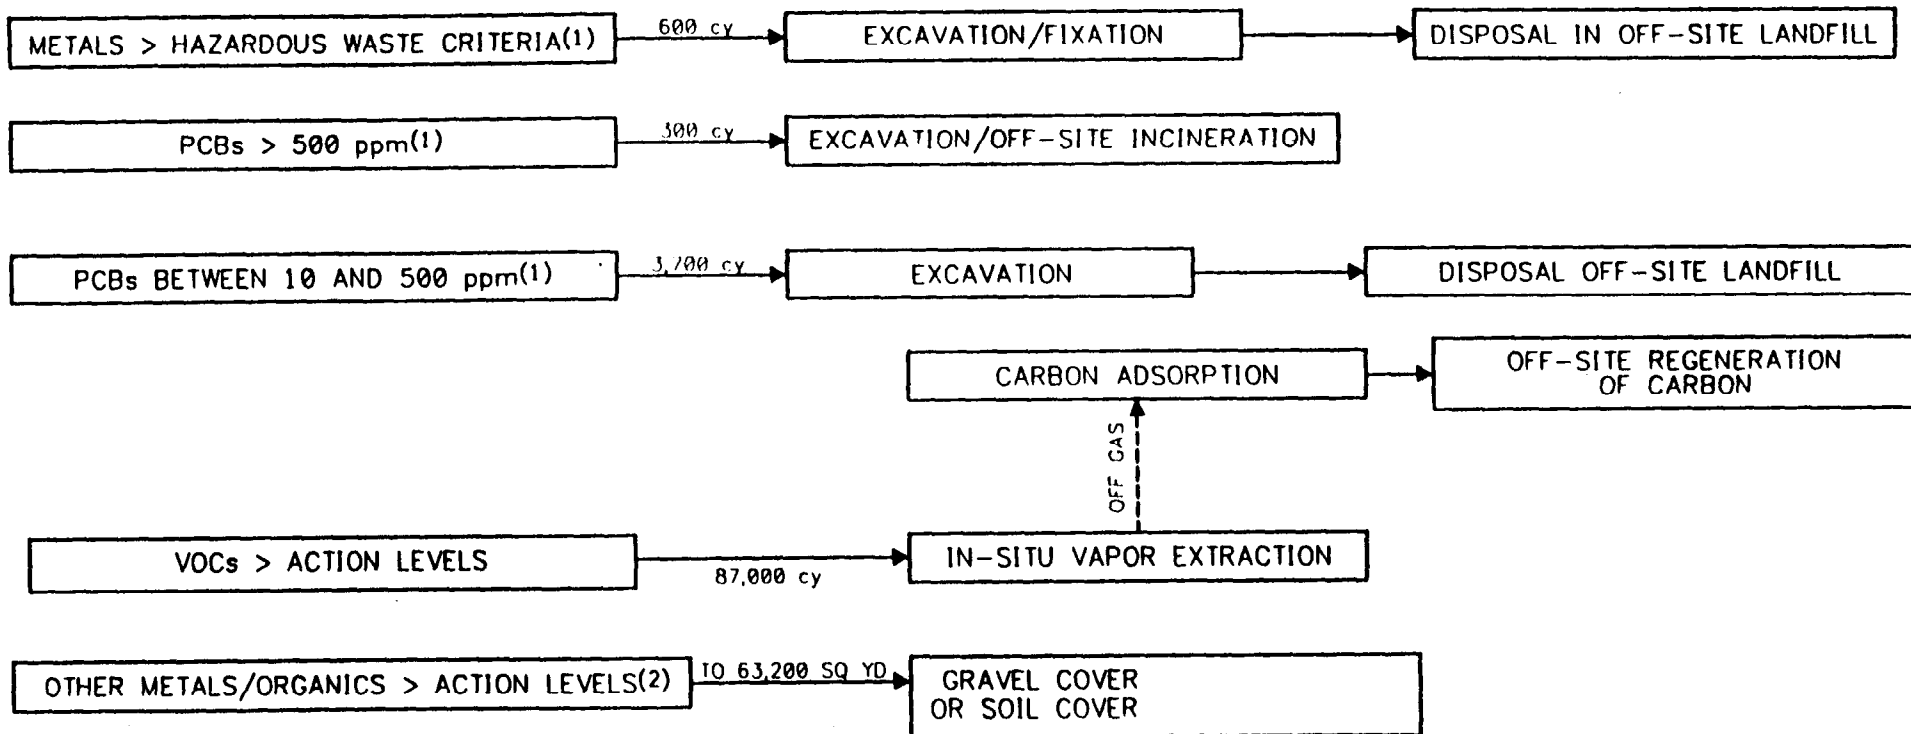 METALS > HAZARDOUS WASTE CRITERIA(1)
600 cy
EXCAVATION/FIXATION
DISPOSAL IN OFF-SITE LANDFILL
PCBs > 500 ppm(1)
300 cy
EXCAVATION/OFF-SITE INCINERATION
PCBs BETWEEN 10 AND 500 ppm(1)
3,700 cy
EXCAVATION
DISPOSAL OFF-SITE LANDFILL
CARBON ADSORPTION
OFF-SITE REGENERATION
OF CARBON
OFF GAS
VOCs > ACTION LEVELS
87,000 cy
IN-SITU VAPOR EXTRACTION
OTHER METALS/ORGANICS > ACTION LEVELS(2)
TO 63,200 SQ YD
GRAVEL COVER
OR SOIL COVER